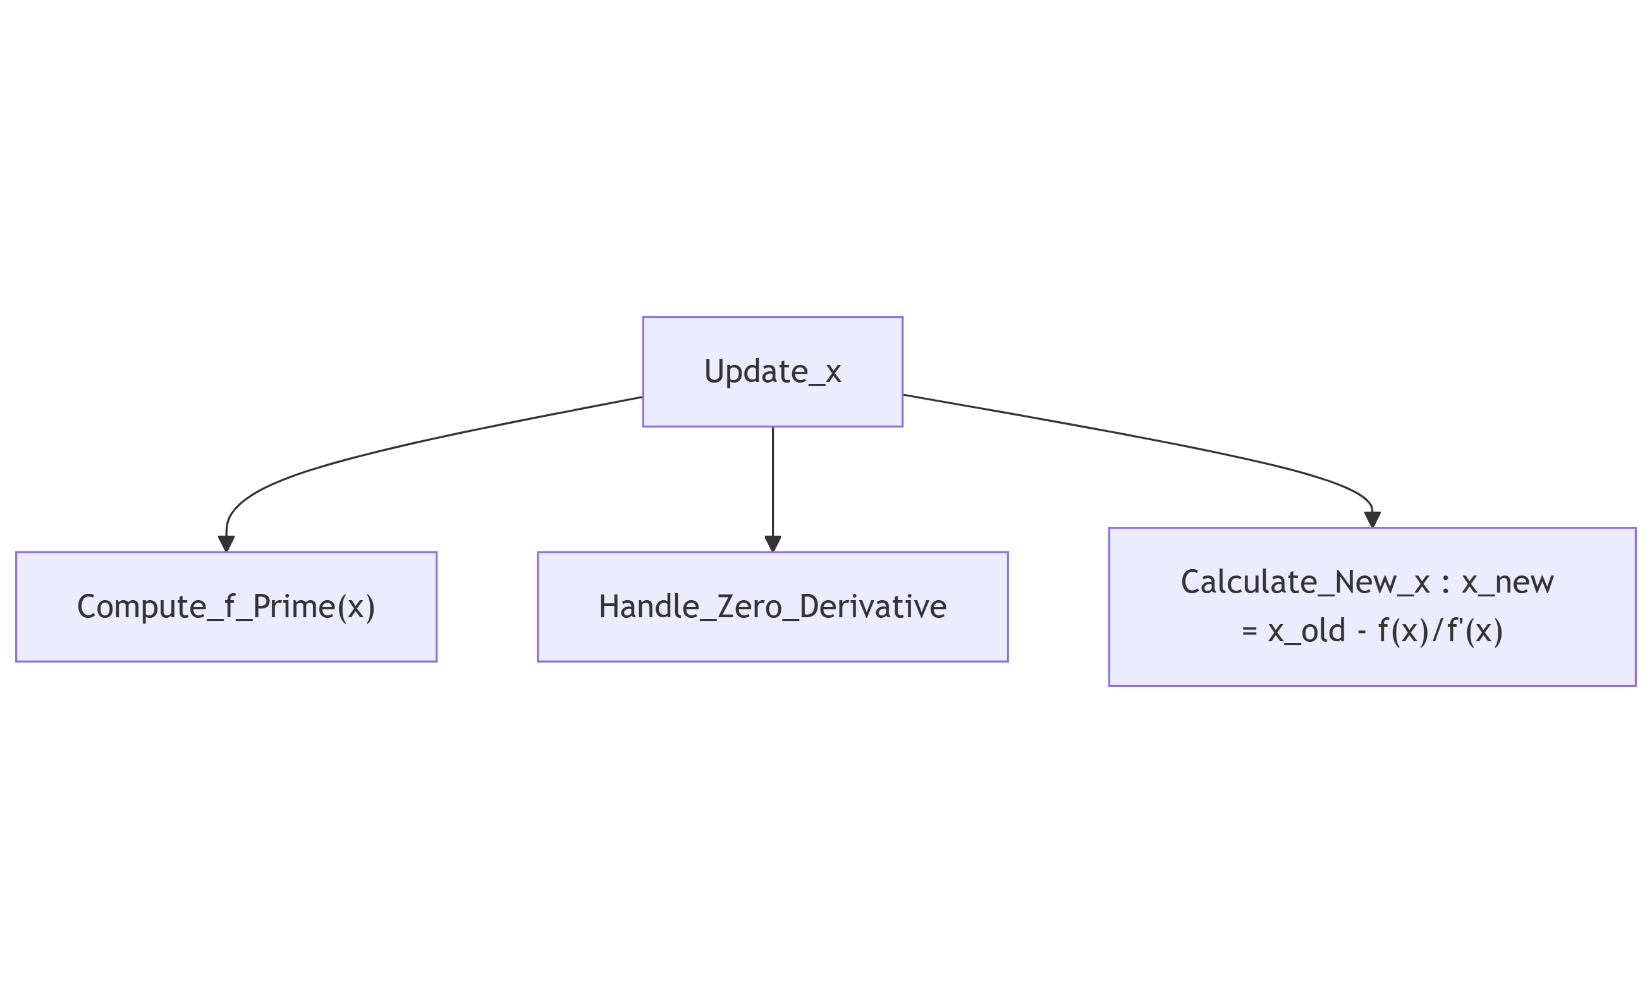 Update_x
Compute_f_Prime(x)
Handle_Zero_Derivative
Calculate_New_x : x_new
= x_old - f(x)/f'(x)